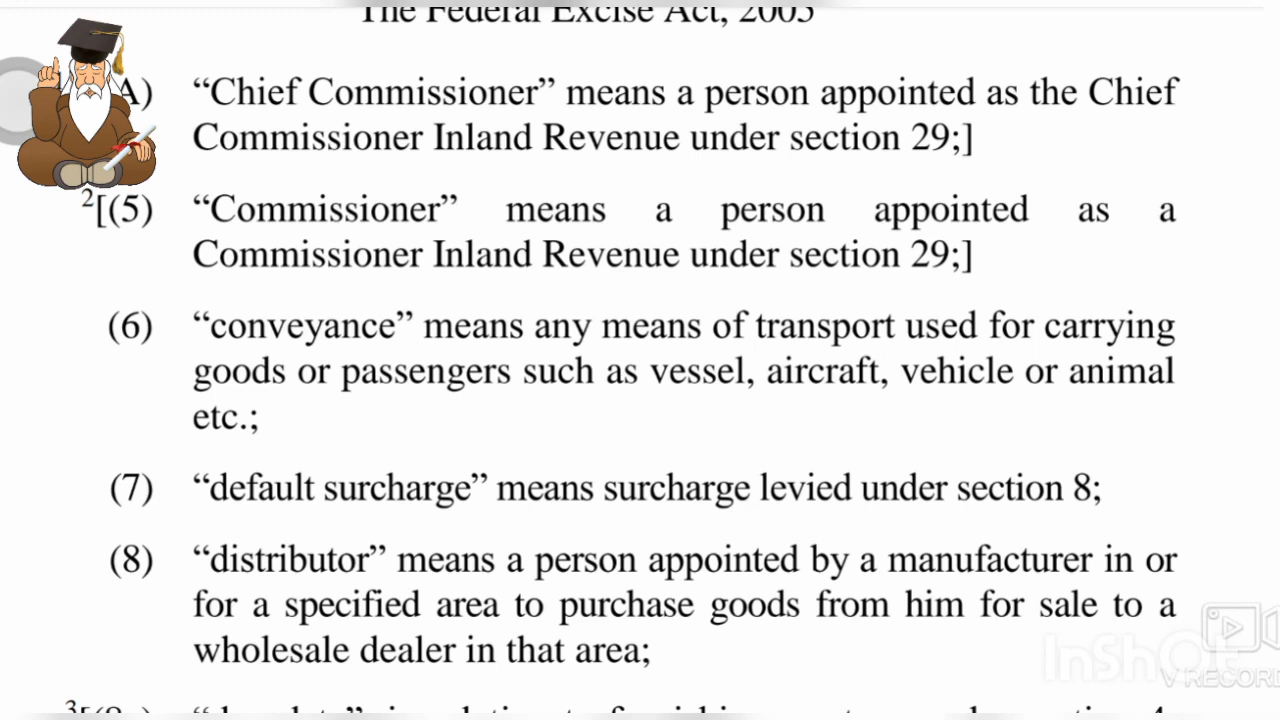 The Federal Excise Act, 2005
A) “Chief Commissioner” means a person appointed as the Chief
Commissioner Inland Revenue under section 29;]
2[(5) “Commissioner” means a person appointed as a
Commissioner Inland Revenue under section 29;]
(6) “conveyance” means any means of transport used for carrying
goods or passengers such as vessel, aircraft, vehicle or animal
etc.;
(7) “default surcharge” means surcharge levied under section 8;
(8) “distributor” means a person appointed by a manufacturer in or
for a specified area to purchase goods from him for sale to a
wholesale dealer in that area;
InShOt
V RECORD